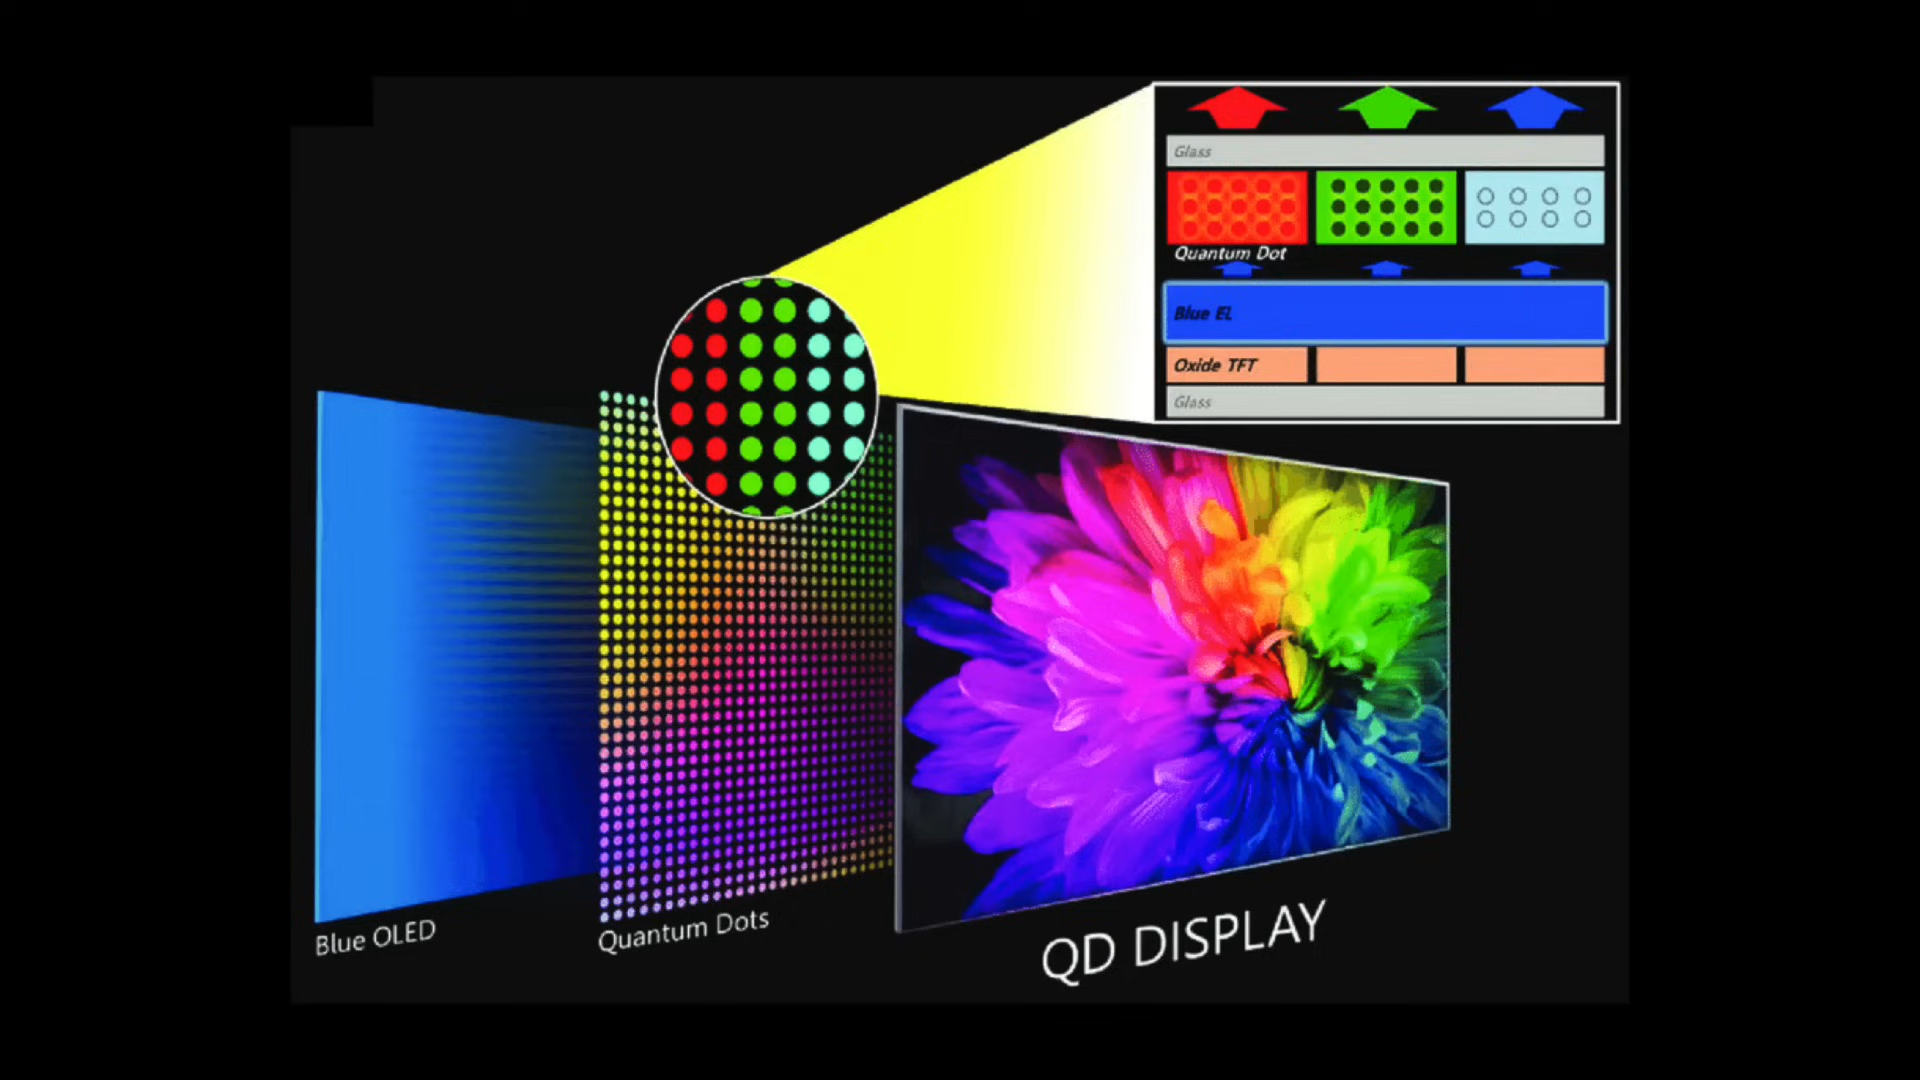 Glass
Quantum Dot
Blue EL
Oxide TFT
Glass
Blue OLED
Quantum Dots
QD DISPLAY